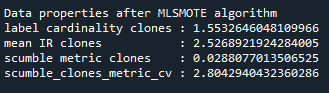 Data properties after MLSMOTE algorithm
label cardinality clones : 1.5532646048109966
mean IR clones : 2.5268921924284005
scumble metric clones : 0.0288077013506525
scumble_clones_metric_cv : 2.8042940432360286